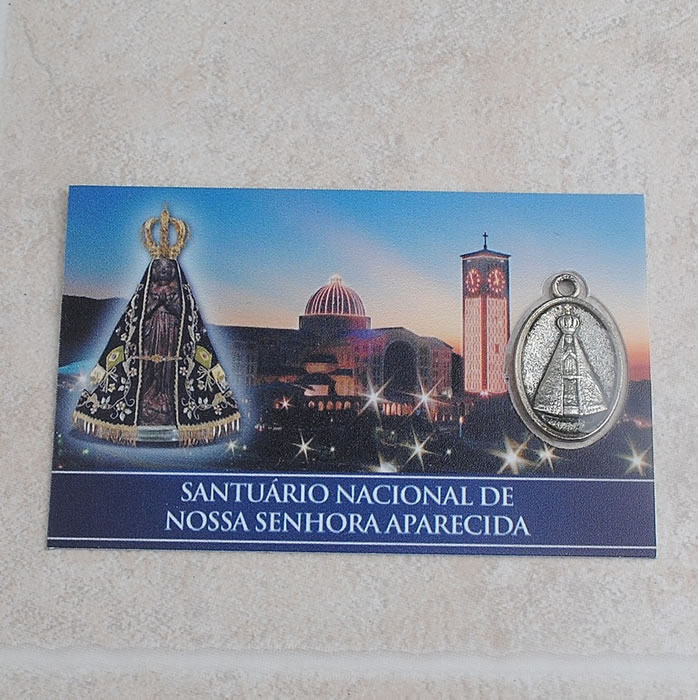 SANTUÁRIO NACIONAL DE
NOSSA SENHORA APARECIDA